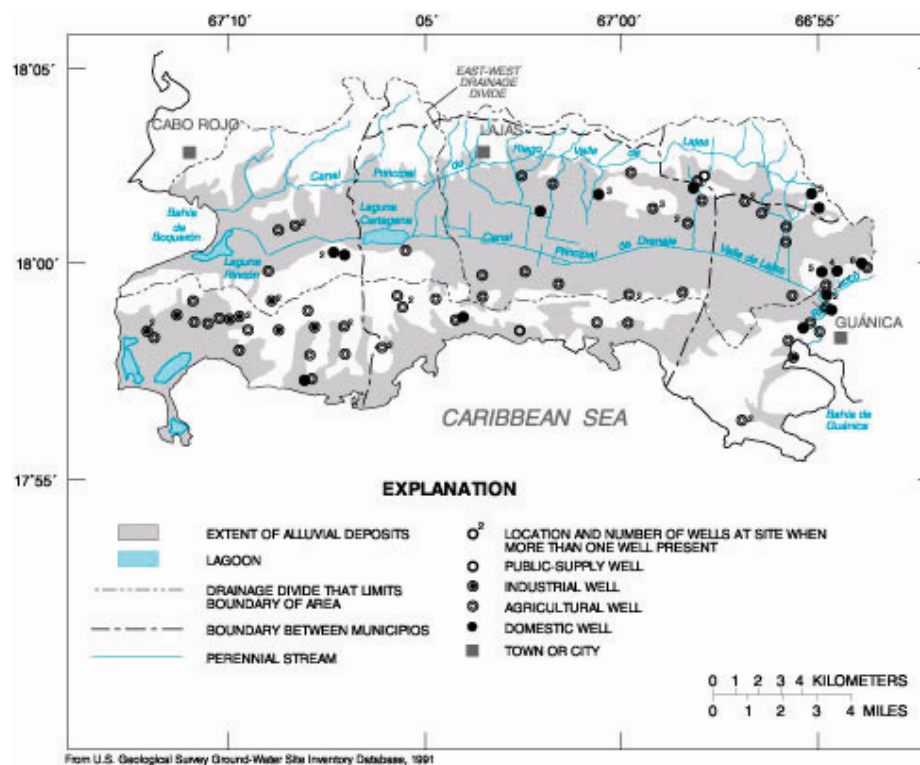 67°10′ 05′ 67°00′ 66°55′
18°05′
EAST-WEST
DRAINAGE
DIVIDE
CABO ROJO
LAJAS
Canal Principal de Riego Valle de Lajas
Bahía
de
Boquerón
Laguna
Cartagena
Canal Principal de Drenaje Valle de Lajas
18°00′
Laguna
Rincón
GUÁNICA
CARIBBEAN SEA
Bahía de
Guánica
17°55′
EXPLANATION
EXTENT OF ALLUVIAL DEPOSITS
LAGOON
DRAINAGE DIVIDE THAT LIMITS
BOUNDARY OF AREA
BOUNDARY BETWEEN MUNICIPIOS
PERENNIAL STREAM
2 LOCATION AND NUMBER OF WELLS AT SITE WHEN
MORE THAN ONE WELL PRESENT
PUBLIC-SUPPLY WELL
INDUSTRIAL WELL
AGRICULTURAL WELL
DOMESTIC WELL
TOWN OR CITY
0 1 2 3 4 KILOMETERS
0 1 2 3 4 MILES
From U.S. Geological Survey Ground-Water Site Inventory Database, 1991